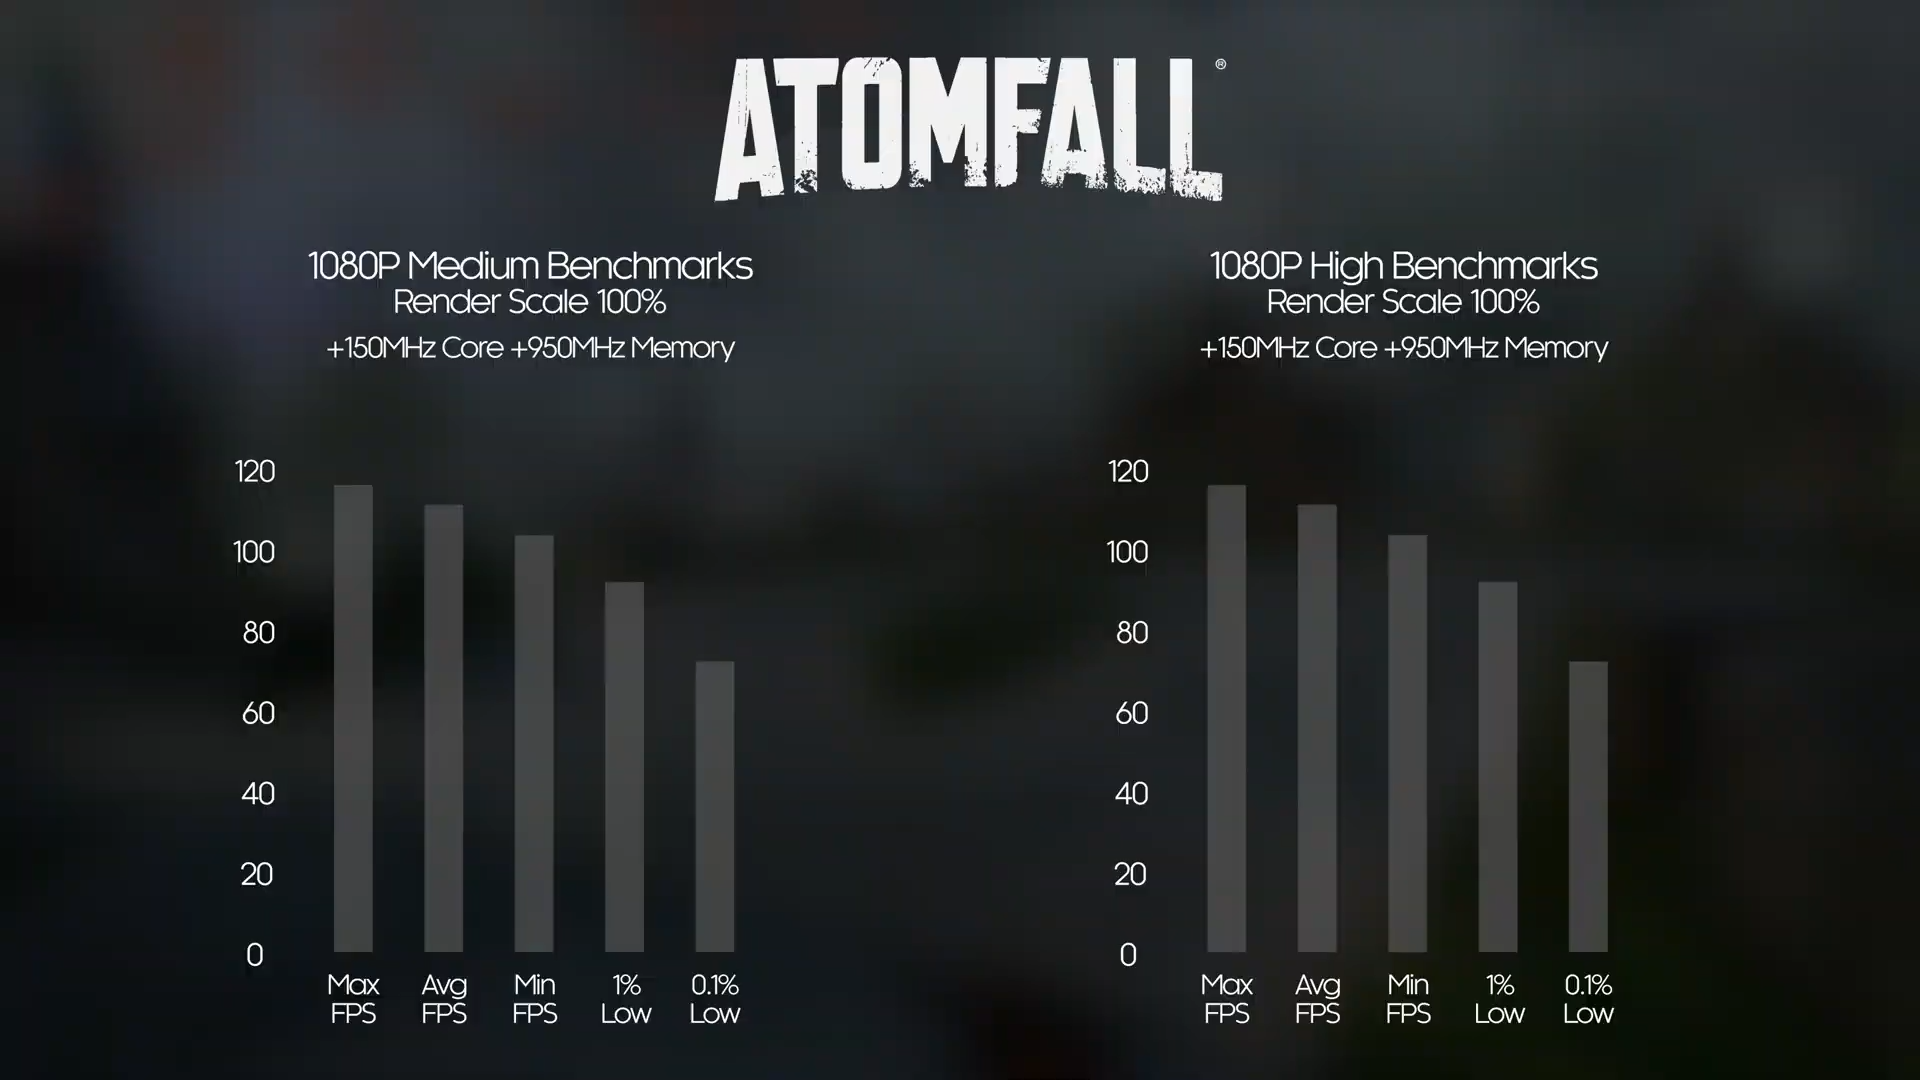 ATOMFALL®
1080P Medium Benchmarks
Render Scale 100%
+150MHz Core +950MHz Memory
120
100
80
60
40
20
0
Max FPS
Avg FPS
Min FPS
1% Low
0.1% Low
1080P High Benchmarks
Render Scale 100%
+150MHz Core +950MHz Memory
120
100
80
60
40
20
0
Max FPS
Avg FPS
Min FPS
1% Low
0.1% Low